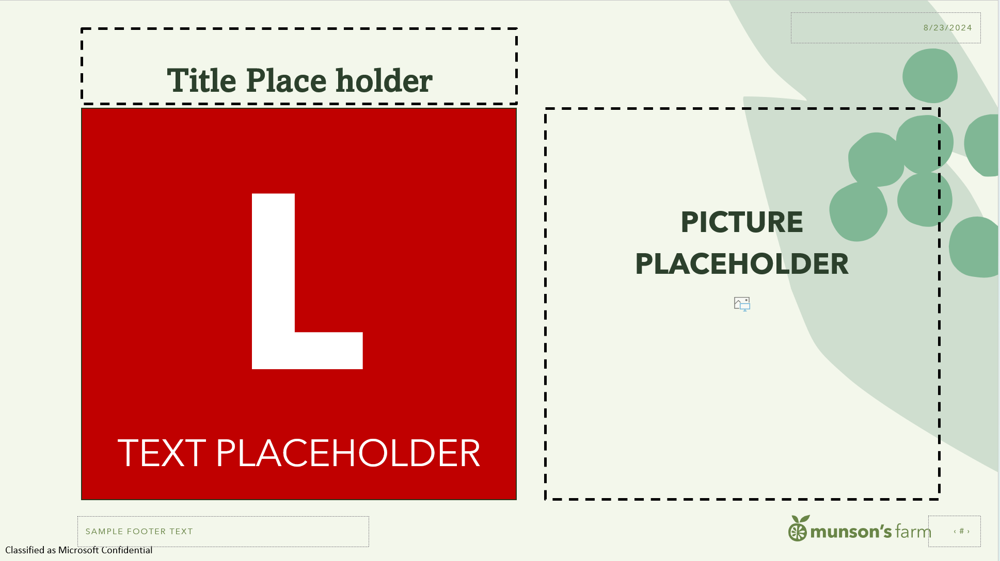 8/23/2024
Title Place holder
L
TEXT PLACEHOLDER
PICTURE
PLACEHOLDER
SAMPLE FOOTER TEXT
munson's farm
‹ # ›
Classified as Microsoft Confidential